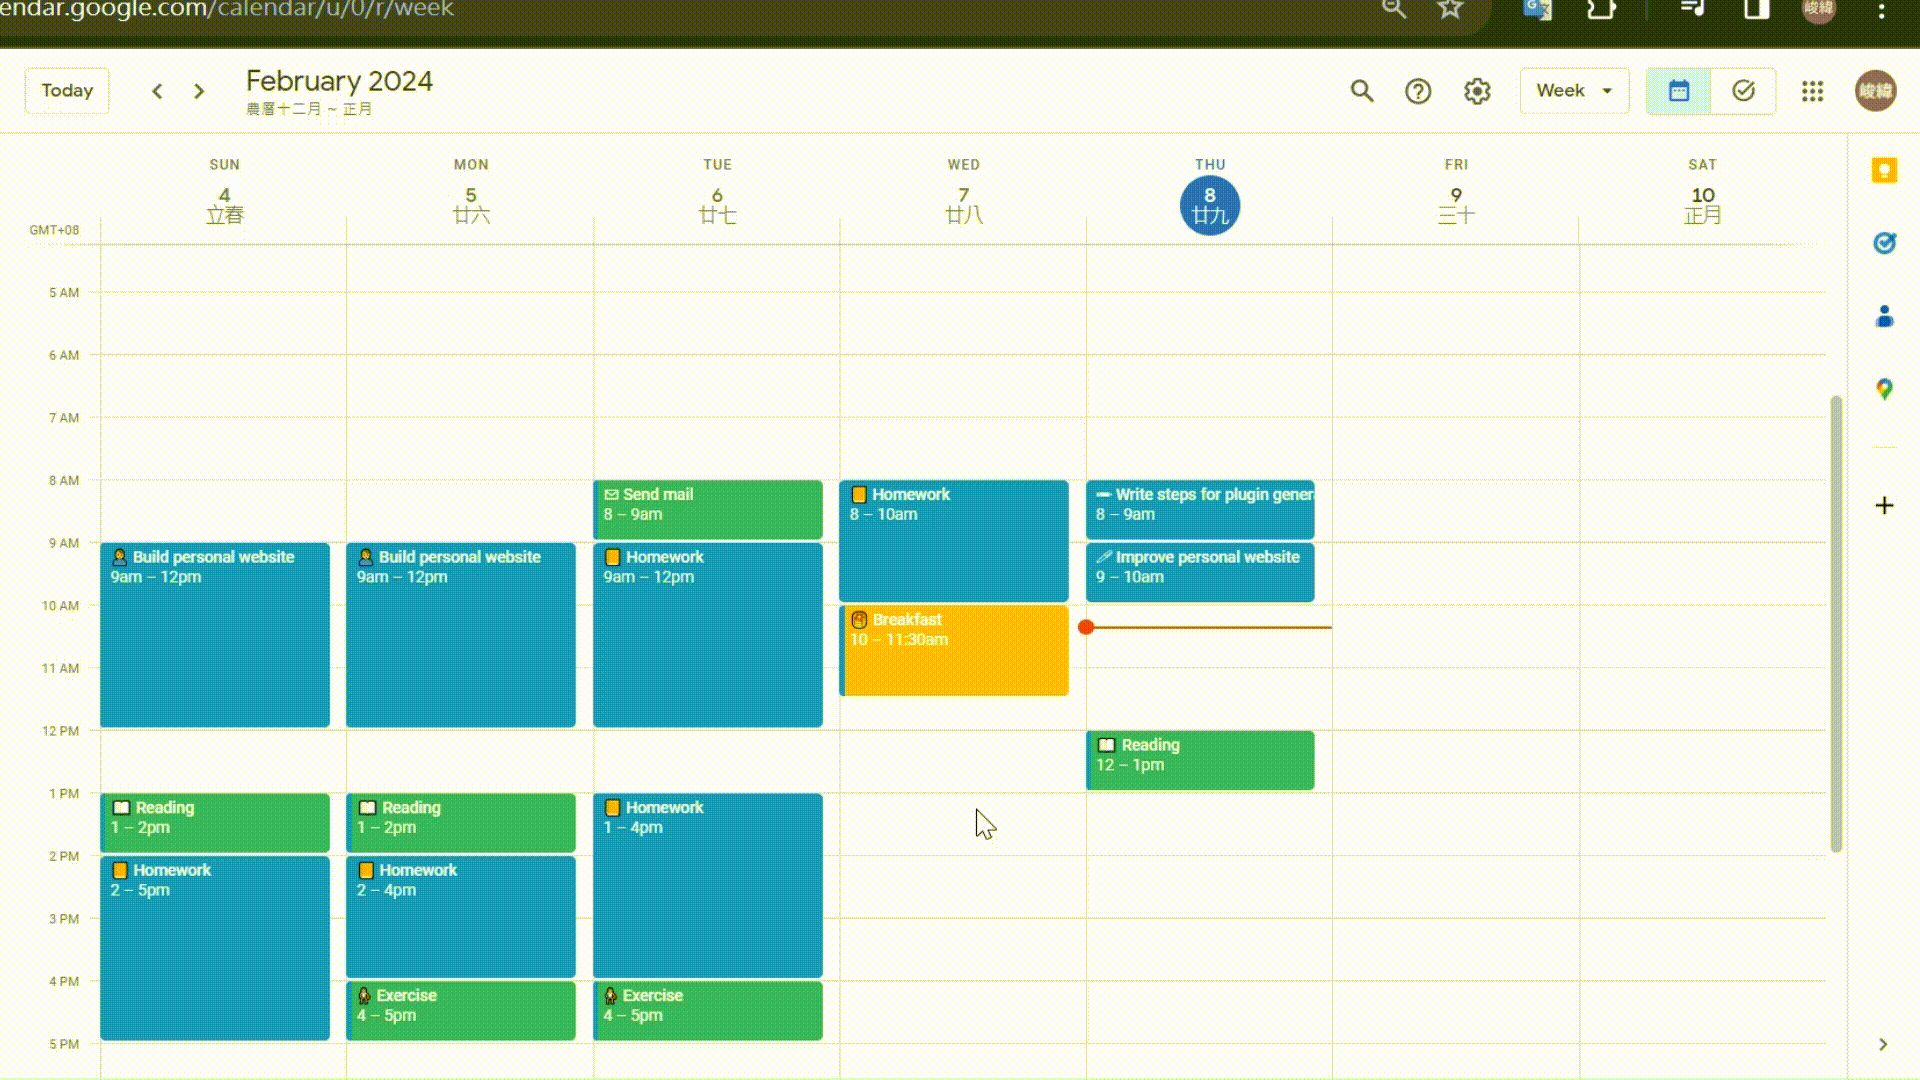 endar.google.com/calendar/u/0/r/week
峻緯
Today
February 2024
農曆十二月 ~ 正月
Week
峻緯
SUN
4
立春
MON
5
廿六
TUE
6
廿七
WED
7
廿八
THU
8
廿九
FRI
9
三十
SAT
10
正月
GMT+08
5 AM
6 AM
7 AM
8 AM
9 AM
10 AM
11 AM
12 PM
1 PM
2 PM
3 PM
4 PM
5 PM
Build personal website
9am – 12pm
Reading
1 – 2pm
Homework
2 – 5pm
Build personal website
9am – 12pm
Reading
1 – 2pm
Homework
2 – 4pm
Exercise
4 – 5pm
Send mail
8 – 9am
Homework
9am – 12pm
Homework
1 – 4pm
Exercise
4 – 5pm
Homework
8 – 10am
Breakfast
10 – 11:30am
Write steps for plugin gener
8 – 9am
Improve personal website
9 – 10am
Reading
12 – 1pm